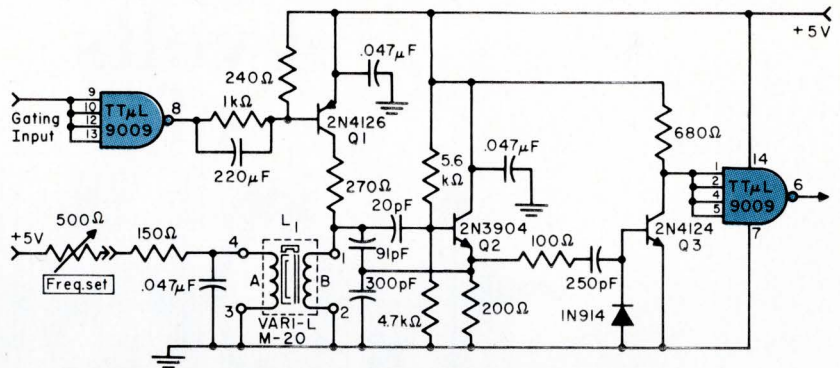 +5V
.047µF
240Ω
1kΩ
9
10
12
13
8
TTµL
9009
Gating
Input
2N4126
Q1
220µF
270Ω
5.6
kΩ
.047µF
680Ω
1
2
4
5
14
6
7
TTµL
9009
20pF
2N3904
Q2
2N4124
Q3
100Ω
250pF
500Ω
+5V
150Ω
Freq.set
.047µF
L1
4
3
1
2
A
B
VARI-L
M-20
91pF
300pF
4.7kΩ
200Ω
1N914